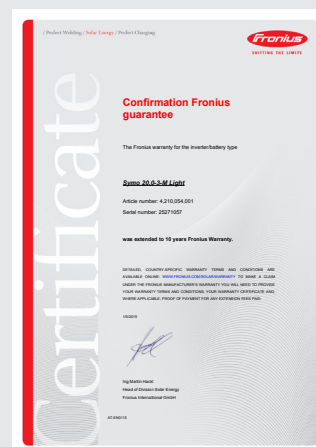 / Perfect Welding / Solar Energy / Perfect Charging
Fronius
SHIFTING THE LIMITS
Certificate
Confirmation Fronius
guarantee
The Fronius warranty for the inverter/battery type
Symo 20.0-3-M Light
Article number: 4,210,054,001
Serial number: 25271057
was extended to 10 years Fronius Warranty.
DETAILED, COUNTRY-SPECIFIC WARRANTY TERMS AND CONDITIONS ARE
AVAILABLE ONLINE: WWW.FRONIUS.COM/SOLAR/WARRANTY TO MAKE A CLAIM
UNDER THE FRONIUS MANUFACTURER'S WARRANTY YOU WILL NEED TO PROVIDE
YOUR WARRANTY TERMS AND CONDITIONS, YOUR WARRANTY CERTIFICATE AND,
WHERE APPLICABLE, PROOF OF PAYMENT FOR ANY EXTENSION FEES PAID.
Ing.Martin Hackl
Head of Division Solar Energy
Fronius International GmbH